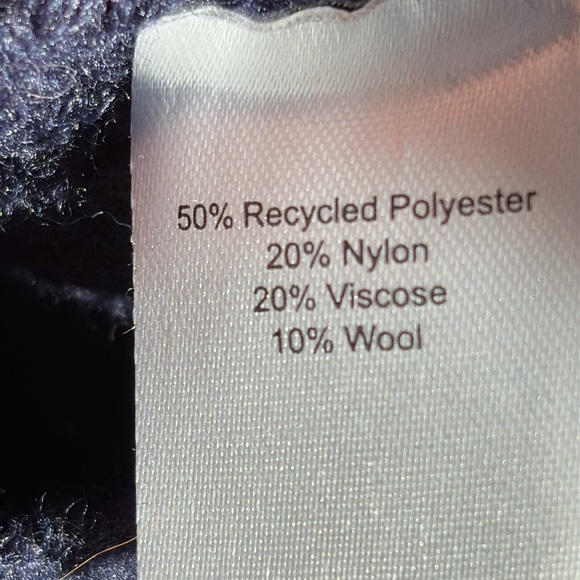 50% Recycled Polyester
20% Nylon
20% Viscose
10% Wool